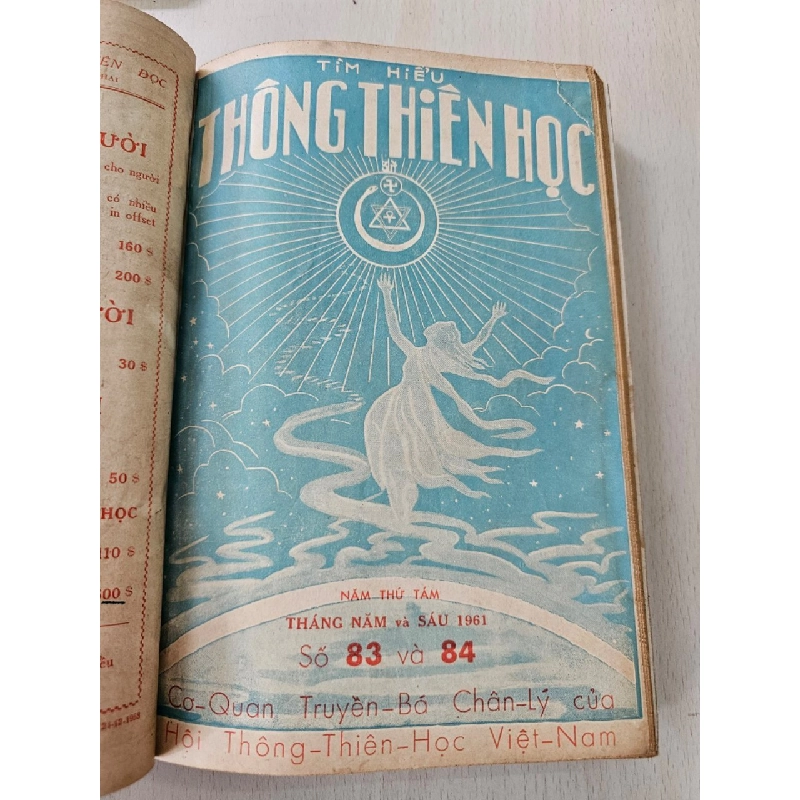 ĐỌC
ƯỜI
cho người
có nhiều
in offset
160 $
200 $
ƯỜI
30 $
50 $
HỌC
110 $
$
TÌM HIỂU
THÔNG THIÊN HỌC
NĂM THỨ TÁM
THÁNG NĂM và SÁU 1961
Số 83 và 84
Cơ-Quan Truyền-Bá Chân-Lý của
Hội Thông-Thiên-Học Việt-Nam